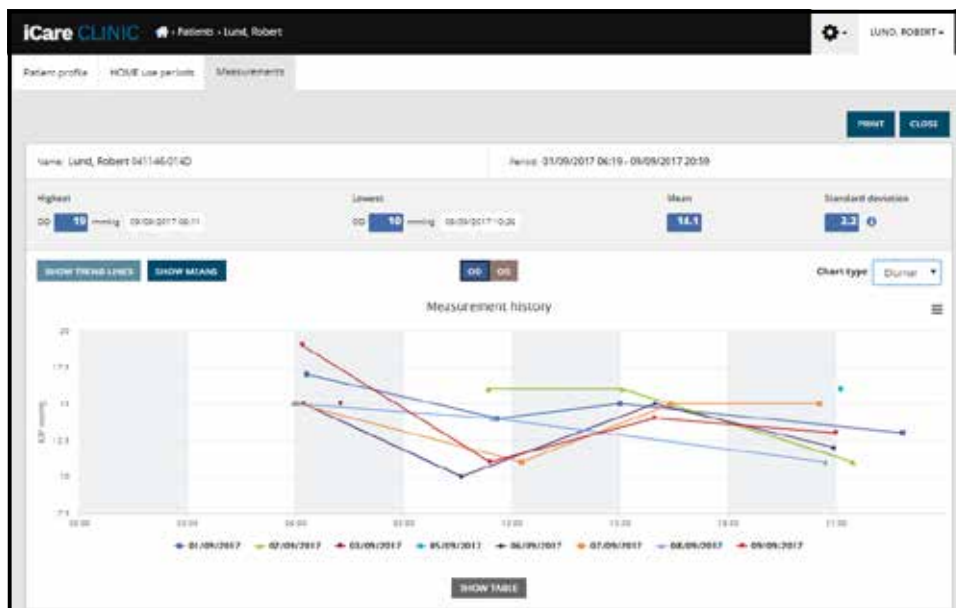 iCare CLINIC › Patients › Lund, Robert LUND, ROBERT
Patient profile HOME use periods Measurements
PRINT CLOSE
Name: Lund, Robert Period: 01/09/2017 06:19 - 09/09/2017 20:59
Highest Lowest Mean Standard deviation
OD 19 mmHg OD 10 mmHg 14.1 2.2
SHOW TREND LINES SHOW MEANS OD OS Chart type Diurnal
Measurement history
20
17.5
15
12.5
10
7.5
IOP mmHg
00:00 03:00 06:00 09:00 12:00 15:00 18:00 21:00
01/09/2017 02/09/2017 03/09/2017 05/09/2017 06/09/2017 07/09/2017 08/09/2017 09/09/2017
SHOW TABLE